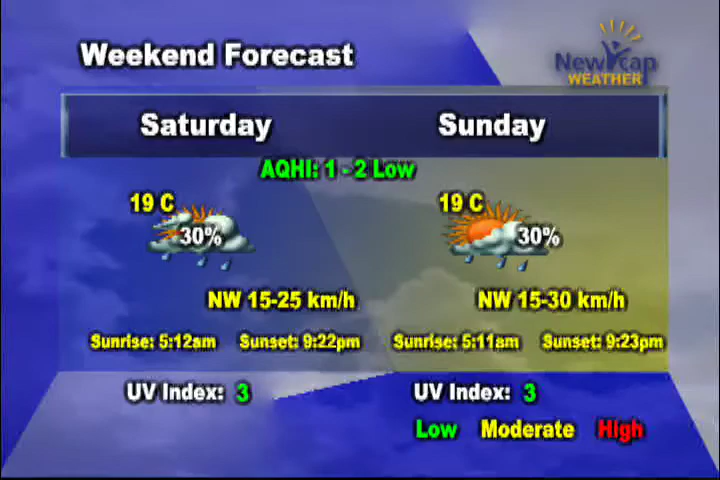 Weekend Forecast
Newcap
WEATHER
Saturday
Sunday
AQHI: 1 - 2 Low
19 C
19 C
30%
30%
NW 15-25 km/h
NW 15-30 km/h
Sunrise: 5:12am
Sunset: 9:22pm
Sunrise: 5:11am
Sunset: 9:23pm
UV Index: 3
UV Index: 3
Low Moderate High